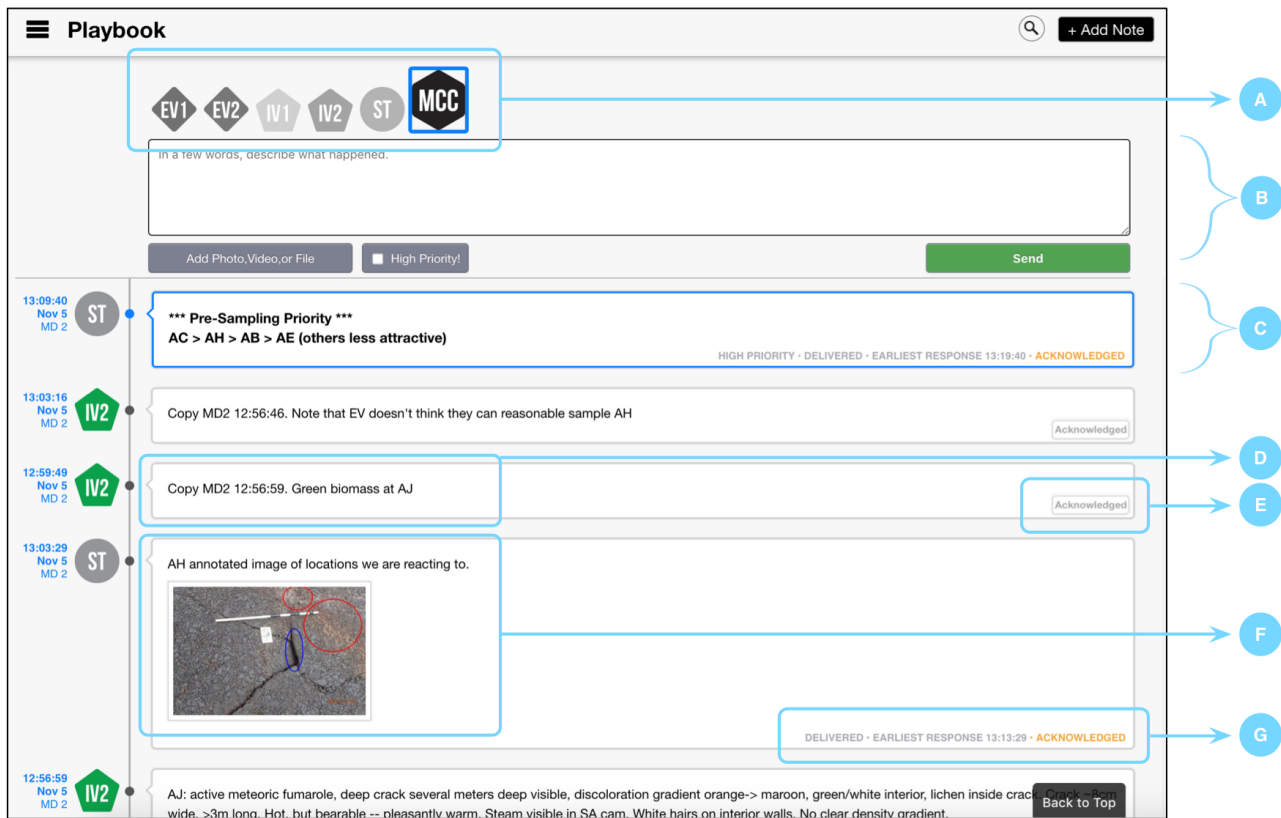 Playbook
+ Add Note
EV1 EV2 IV1 IV2 ST MCC
A
In a few words, describe what happened.
B
Add Photo,Video,or File
High Priority!
Send
13:09:40
Nov 5
MD 2
ST
*** Pre-Sampling Priority ***
AC > AH > AB > AE (others less attractive)
HIGH PRIORITY · DELIVERED · EARLIEST RESPONSE 13:19:40 · ACKNOWLEDGED
C
13:03:16
Nov 5
MD 2
IV2
Copy MD2 12:56:46. Note that EV doesn't think they can reasonable sample AH
Acknowledged
D
12:59:49
Nov 5
MD 2
IV2
Copy MD2 12:56:59. Green biomass at AJ
Acknowledged
E
13:03:29
Nov 5
MD 2
ST
AH annotated image of locations we are reacting to.
F
DELIVERED · EARLIEST RESPONSE 13:13:29 · ACKNOWLEDGED
G
12:56:59
Nov 5
MD 2
IV2
AJ: active meteoric fumarole, deep crack several meters deep visible, discoloration gradient orange-> maroon, green/white interior, lichen inside crack. Crack ~8cm
wide, >3m long. Hot, but bearable -- pleasantly warm. Steam visible in SA cam. White hairs on interior walls. No clear density gradient.
Back to Top